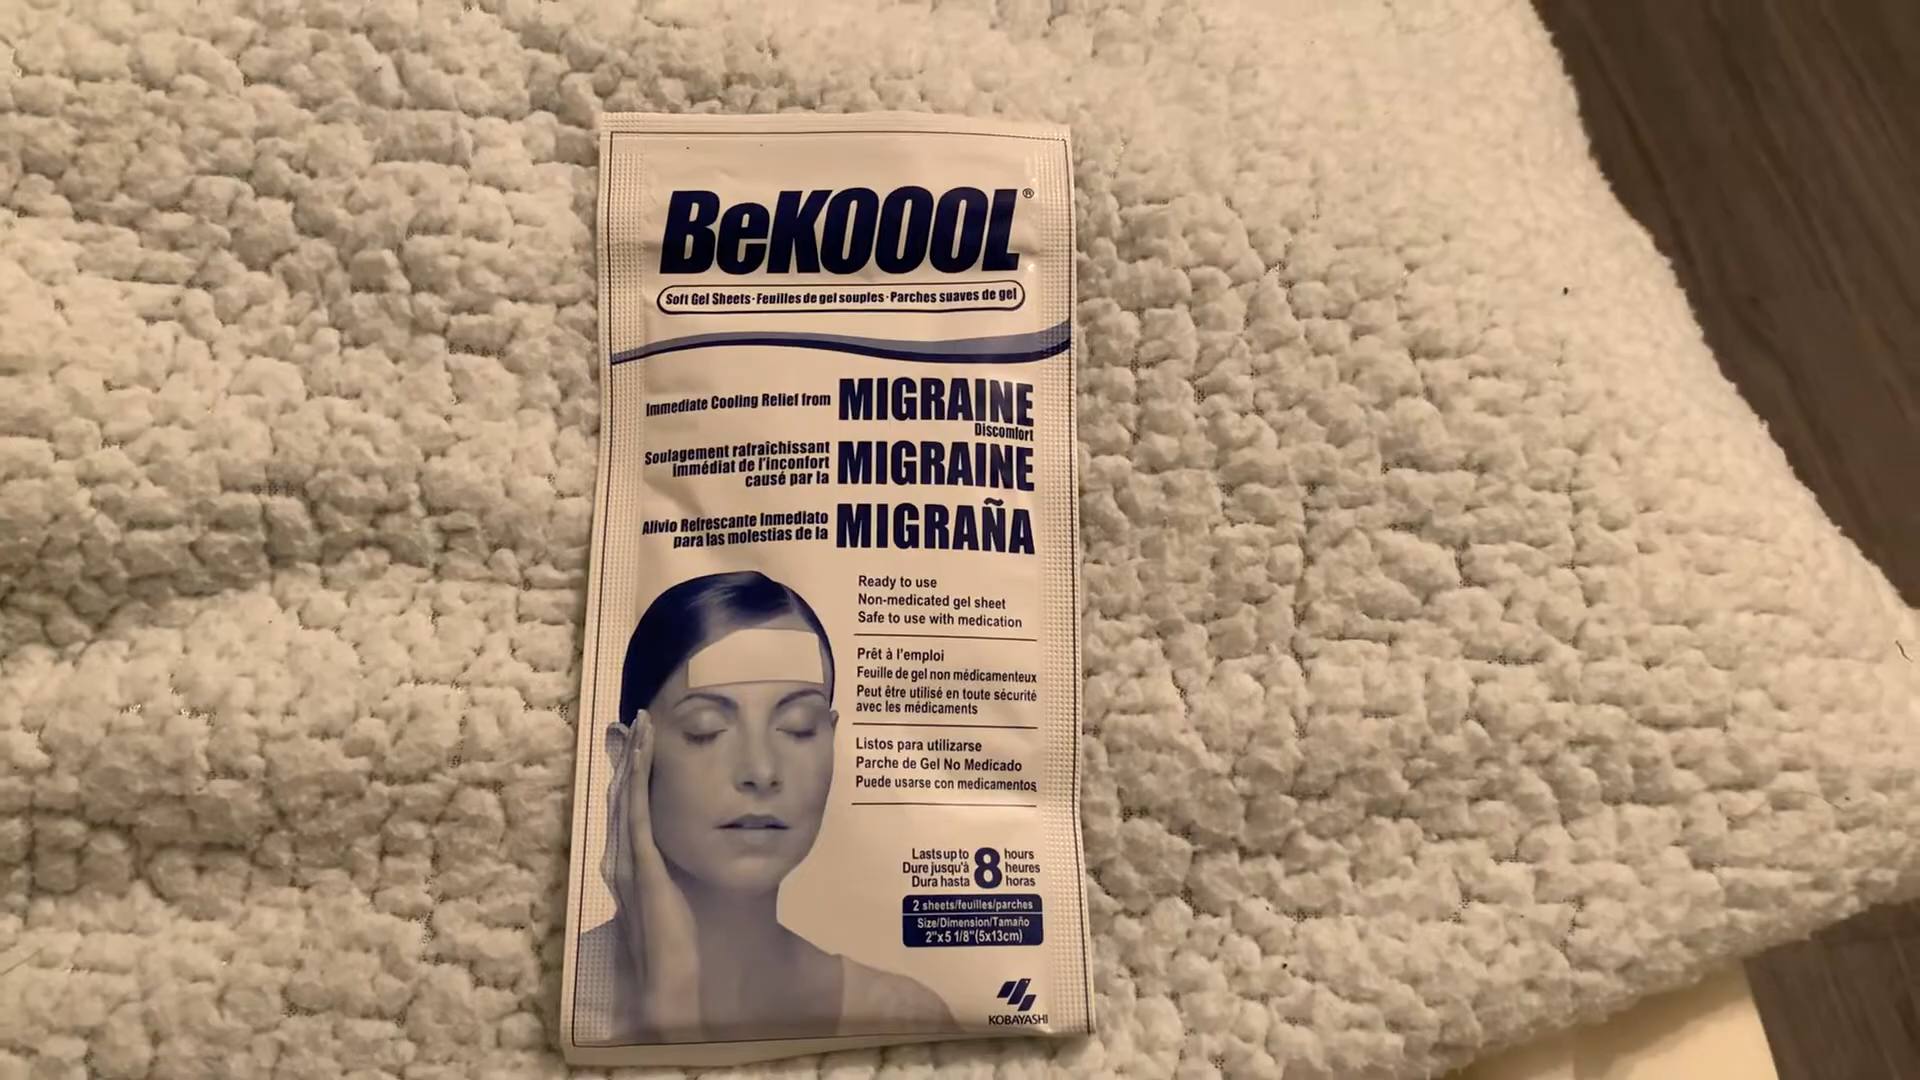 BeKOOOL®
Soft Gel Sheets·Feuilles de gel souples·Parches suaves de gel
Immediate Cooling Relief from MIGRAINE
Discomfort
Soulagement rafraîchissant
immédiat de l'inconfort
causé par la MIGRAINE
Alivio Refrescante Inmediato
para las molestias de la MIGRAÑA
Ready to use
Non-medicated gel sheet
Safe to use with medication
Prêt à l'emploi
Feuille de gel non médicamenteux
Peut être utilisé en toute sécurité
avec les médicaments
Listos para utilizarse
Parche de Gel No Medicado
Puede usarse con medicamentos
Lasts up to 8 hours
Dure jusqu'à heures
Dura hasta horas
2 sheets/feuilles/parches
Size/Dimension/Tamaño
2"x5 1/8"(5x13cm)
KOBAYASHI